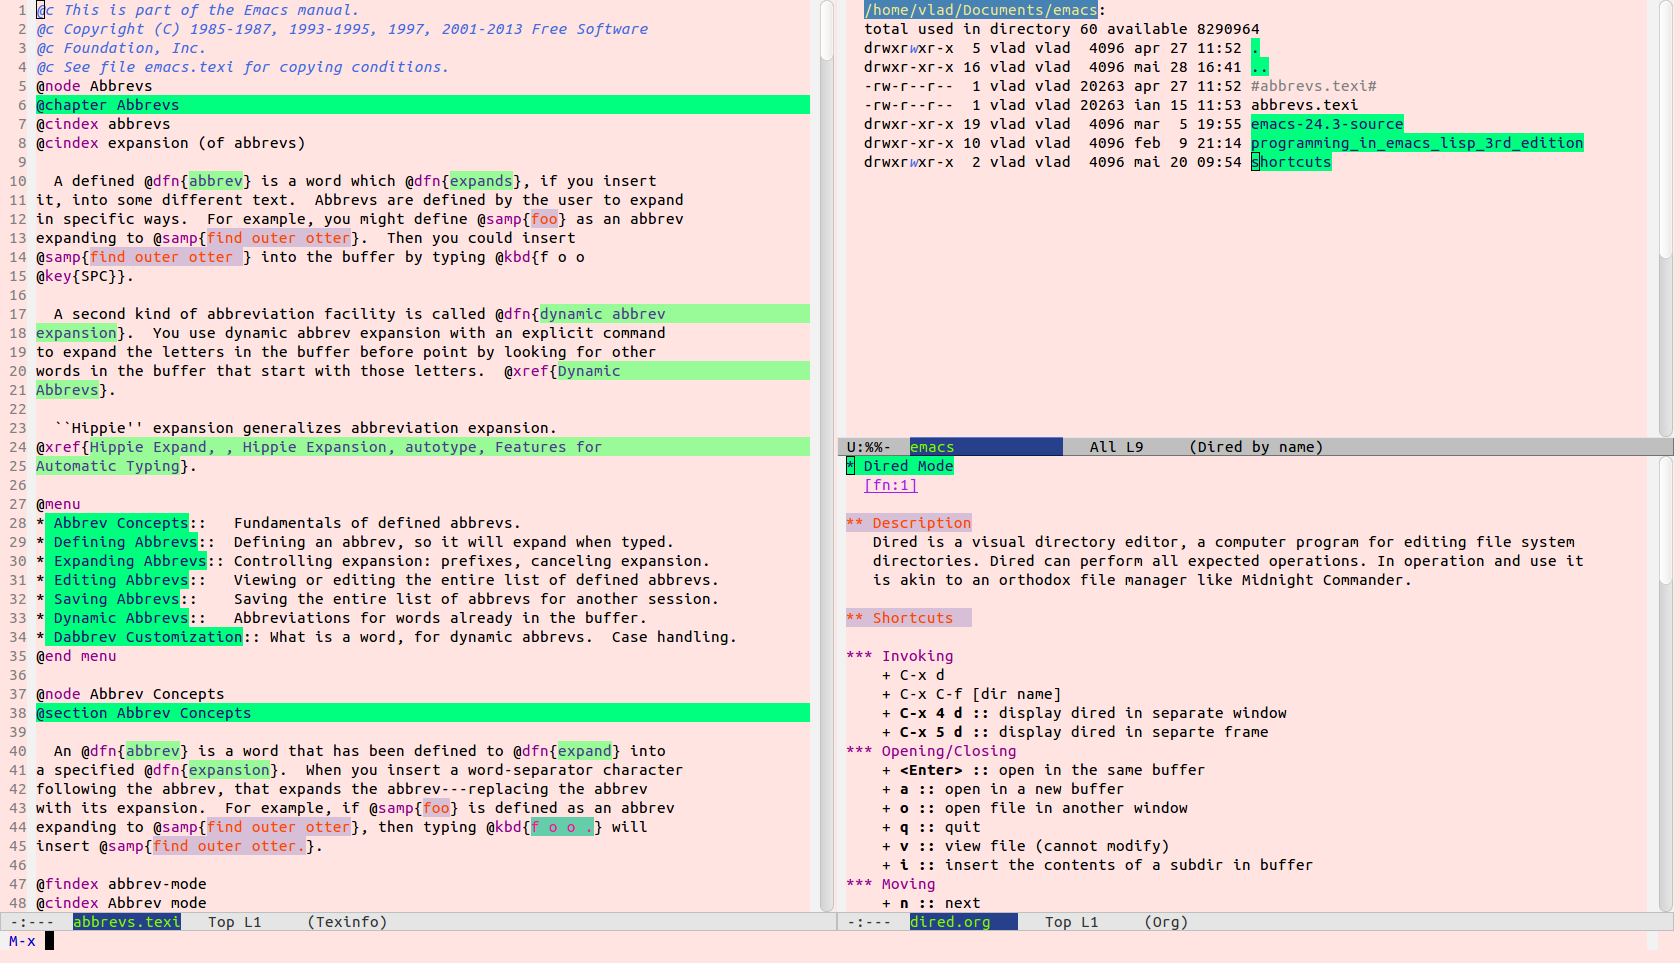 1 @c This is part of the Emacs manual.
2 @c Copyright (C) 1985-1987, 1993-1995, 1997, 2001-2013 Free Software
3 @c Foundation, Inc.
4 @c See file emacs.texi for copying conditions.
5 @node Abbrevs
6 @chapter Abbrevs
7 @cindex abbrevs
8 @cindex expansion (of abbrevs)
9
10   A defined @dfn{abbrev} is a word which @dfn{expands}, if you insert
11 it, into some different text.  Abbrevs are defined by the user to expand
12 in specific ways.  For example, you might define @samp{foo} as an abbrev
13 expanding to @samp{find outer otter}.  Then you could insert
14 @samp{find outer otter } into the buffer by typing @kbd{f o o
15 @key{SPC}}.
16
17   A second kind of abbreviation facility is called @dfn{dynamic abbrev
18 expansion}.  You use dynamic abbrev expansion with an explicit command
19 to expand the letters in the buffer before point by looking for other
20 words in the buffer that start with those letters.  @xref{Dynamic
21 Abbrevs}.
22
23   ``Hippie'' expansion generalizes abbreviation expansion.
24 @xref{Hippie Expand, , Hippie Expansion, autotype, Features for
25 Automatic Typing}.
26
27 @menu
28 * Abbrev Concepts::   Fundamentals of defined abbrevs.
29 * Defining Abbrevs::  Defining an abbrev, so it will expand when typed.
30 * Expanding Abbrevs:: Controlling expansion: prefixes, canceling expansion.
31 * Editing Abbrevs::   Viewing or editing the entire list of defined abbrevs.
32 * Saving Abbrevs::    Saving the entire list of abbrevs for another session.
33 * Dynamic Abbrevs::   Abbreviations for words already in the buffer.
34 * Dabbrev Customization:: What is a word, for dynamic abbrevs.  Case handling.
35 @end menu
36
37 @node Abbrev Concepts
38 @section Abbrev Concepts
39
40   An @dfn{abbrev} is a word that has been defined to @dfn{expand} into
41 a specified @dfn{expansion}.  When you insert a word-separator character
42 following the abbrev, that expands the abbrev---replacing the abbrev
43 with its expansion.  For example, if @samp{foo} is defined as an abbrev
44 expanding to @samp{find outer otter}, then typing @kbd{f o o .} will
45 insert @samp{find outer otter.}.
46
47 @findex abbrev-mode
48 @cindex Abbrev mode
-:---  abbrevs.texi   Top L1     (Texinfo)
M-x
/home/vlad/Documents/emacs:
total used in directory 60 available 8290964
drwxrwxr-x  5 vlad vlad  4096 apr 27 11:52 .
drwxr-xr-x 16 vlad vlad  4096 mai 28 16:41 ..
-rw-r--r--  1 vlad vlad 20263 apr 27 11:52 #abbrevs.texi#
-rw-r--r--  1 vlad vlad 20263 ian 15 11:53 abbrevs.texi
drwxr-xr-x 19 vlad vlad  4096 mar  5 19:55 emacs-24.3-source
drwxr-xr-x 10 vlad vlad  4096 feb  9 21:14 programming_in_emacs_lisp_3rd_edition
drwxrwxr-x  2 vlad vlad  4096 mai 20 09:54 shortcuts
U:%%-  emacs   All L9     (Dired by name)
* Dired Mode
[fn:1]
** Description
Dired is a visual directory editor, a computer program for editing file system
directories. Dired can perform all expected operations. In operation and use it
is akin to an orthodox file manager like Midnight Commander.
** Shortcuts
*** Invoking
+ C-x d
+ C-x C-f [dir name]
+ C-x 4 d :: display dired in separate window
+ C-x 5 d :: display dired in separte frame
*** Opening/Closing
+ <Enter> :: open in the same buffer
+ a :: open in a new buffer
+ o :: open file in another window
+ q :: quit
+ v :: view file (cannot modify)
+ i :: insert the contents of a subdir in buffer
*** Moving
+ n :: next
-:---  dired.org   Top L1     (Org)